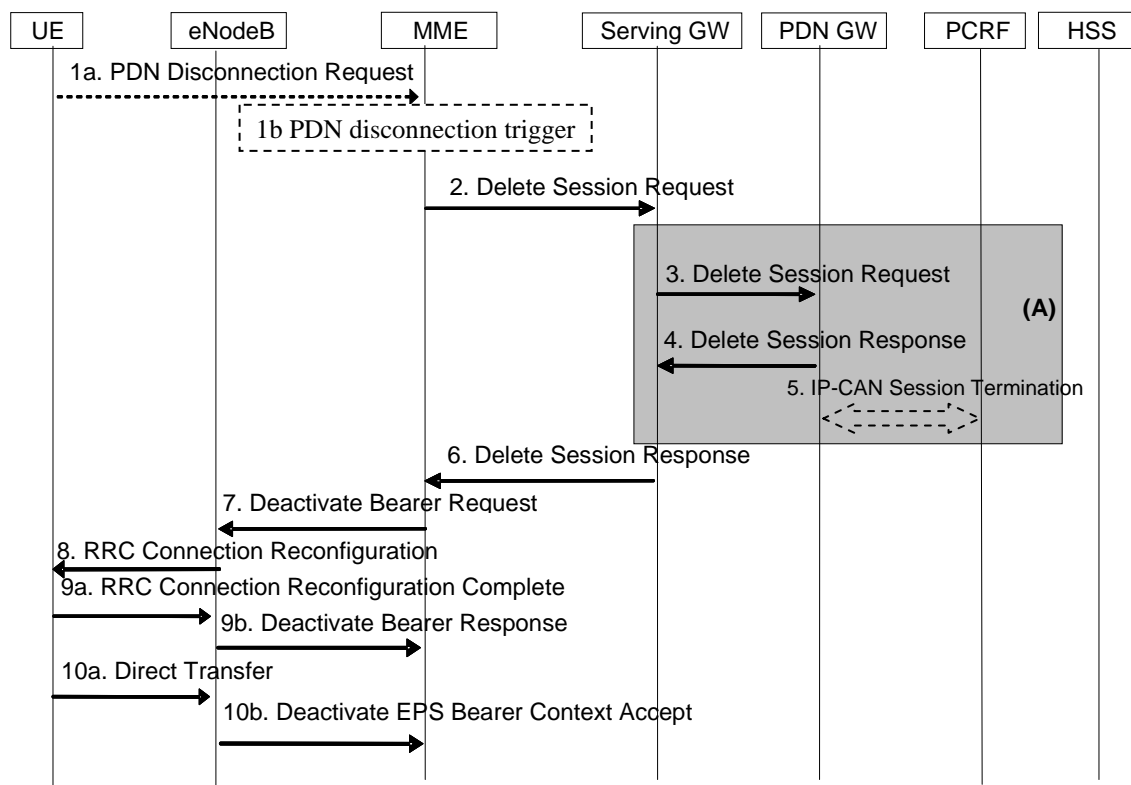 UE eNodeB MME Serving GW PDN GW PCRF HSS
1a. PDN Disconnection Request
1b PDN disconnection trigger
2. Delete Session Request
3. Delete Session Request
(A)
4. Delete Session Response
5. IP-CAN Session Termination
6. Delete Session Response
7. Deactivate Bearer Request
8. RRC Connection Reconfiguration
9a. RRC Connection Reconfiguration Complete
9b. Deactivate Bearer Response
10a. Direct Transfer
10b. Deactivate EPS Bearer Context Accept